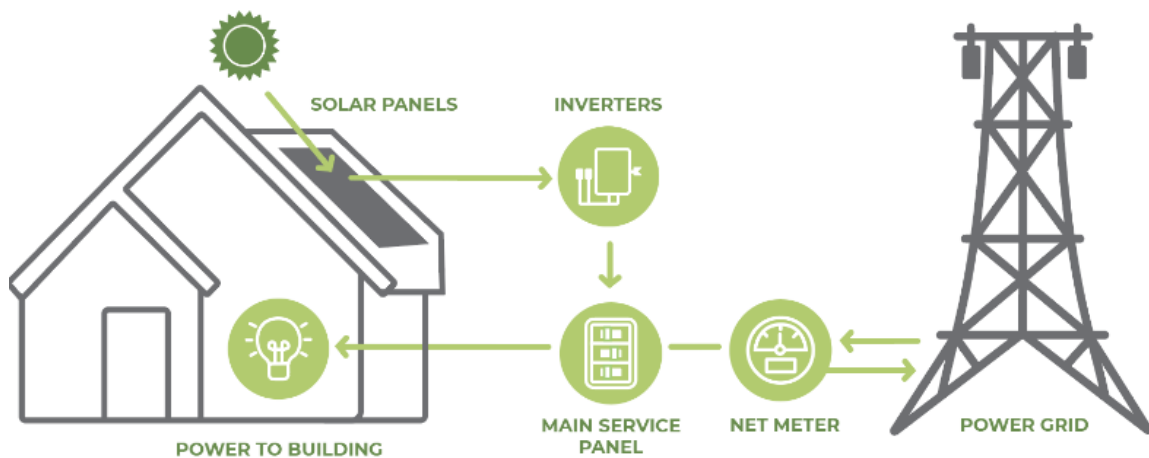 SOLAR PANELS
INVERTERS
MAIN SERVICE
PANEL
NET METER
POWER GRID
POWER TO BUILDING